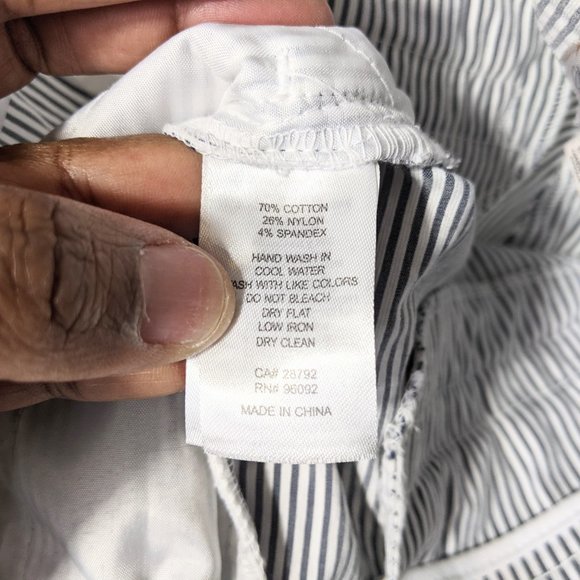 70% COTTON
26% NYLON
4% SPANDEX
HAND WASH IN
COOL WATER
ASH WITH LIKE COLORS
DO NOT BLEACH
DRY FLAT
LOW IRON
DRY CLEAN
CA# 28792
RN# 96092
MADE IN CHINA